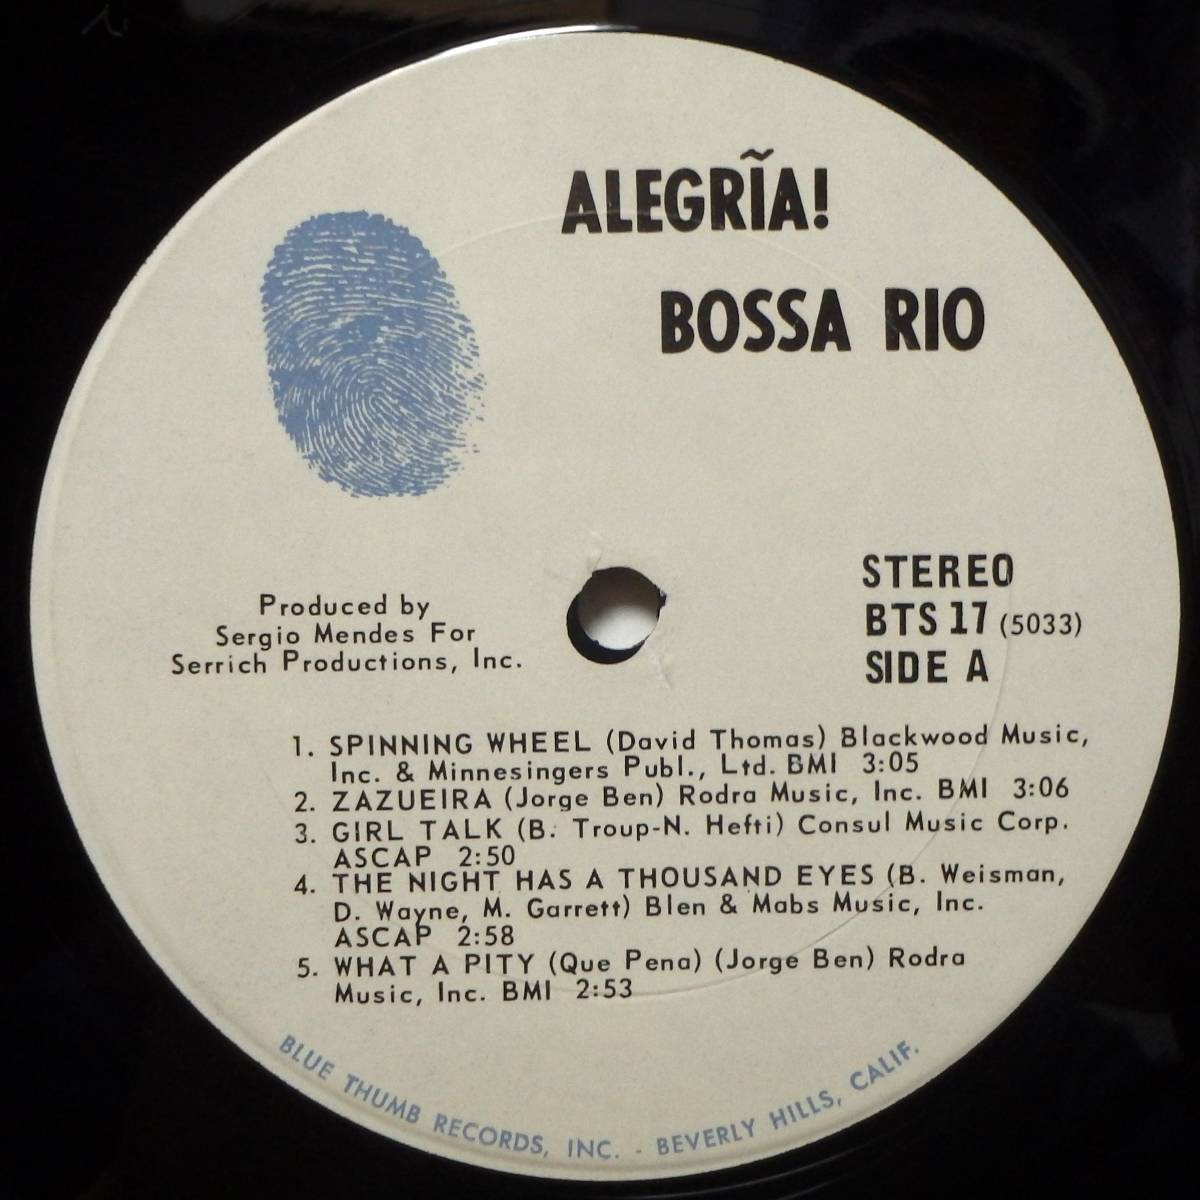 ALEGRĨA!
BOSSA RIO
Produced by
Sergio Mendes For
Serrich Productions, Inc.
STEREO
BTS 17 (5033)
SIDE A
1. SPINNING WHEEL (David Thomas) Blackwood Music,
Inc. & Minnesingers Publ., Ltd. BMI 3:05
2. ZAZUEIRA (Jorge Ben) Rodra Music, Inc. BMI 3:06
3. GIRL TALK (B. Troup-N. Hefti) Consul Music Corp.
ASCAP 2:50
4. THE NIGHT HAS A THOUSAND EYES (B. Weisman,
D. Wayne, M. Garrett) Blen & Mabs Music, Inc.
ASCAP 2:58
5. WHAT A PITY (Que Pena) (Jorge Ben) Rodra
Music, Inc. BMI 2:53
BLUE THUMB RECORDS, INC. - BEVERLY HILLS, CALIF.